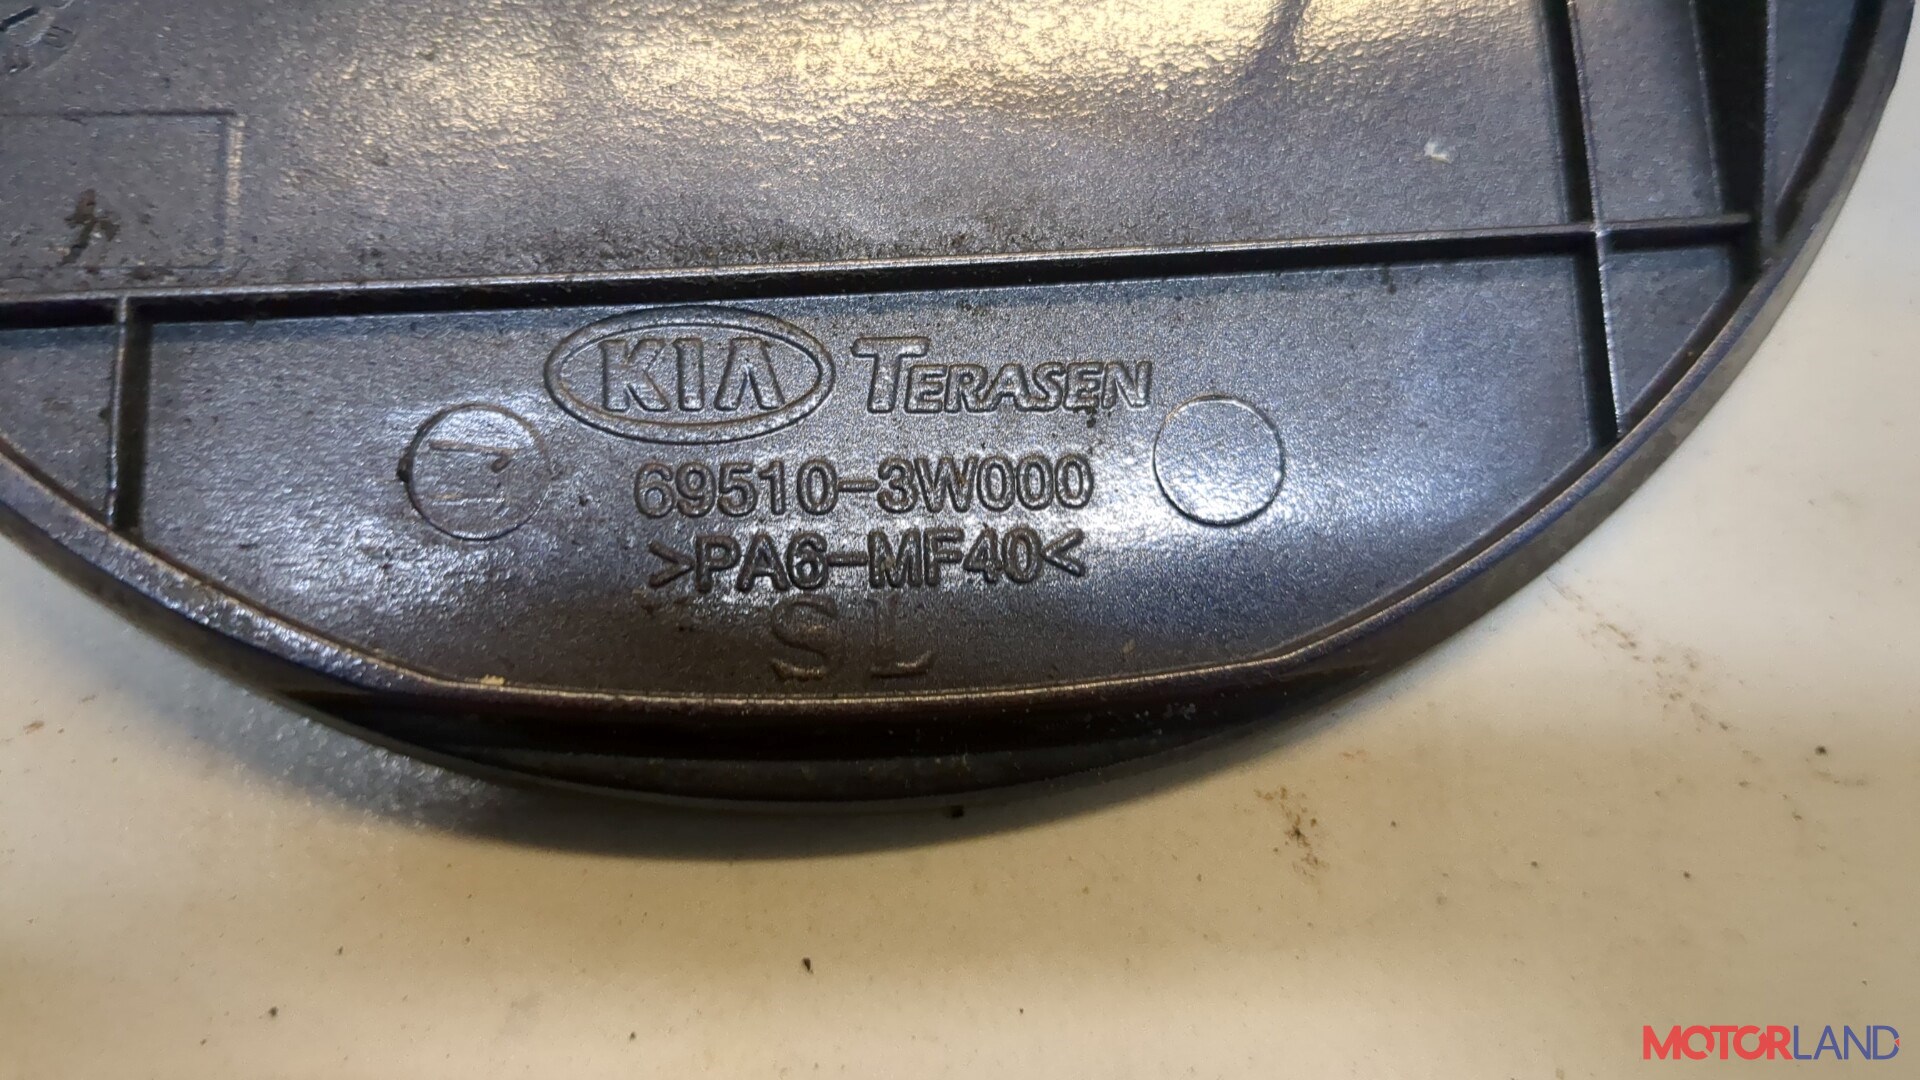 KIA TERASEN
69510-3W000
>PA6-MF40<
SL
MOTORLAND